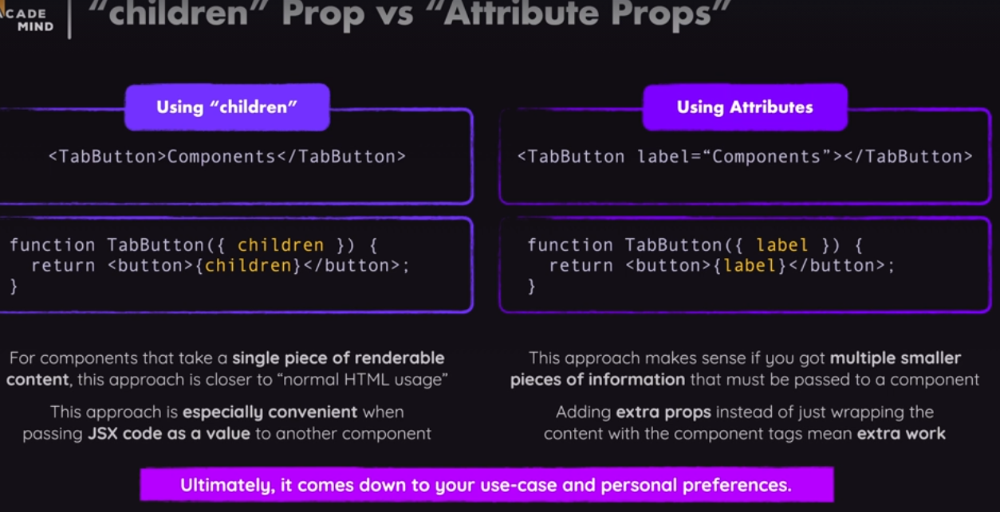 ACADE
MIND
"children" Prop vs "Attribute Props"
Using "children"
<TabButton>Components</TabButton>
function TabButton({ children }) {
return <button>{children}</button>;
}
For components that take a single piece of renderable
content, this approach is closer to "normal HTML usage"
This approach is especially convenient when
passing JSX code as a value to another component
Using Attributes
<TabButton label="Components"></TabButton>
function TabButton({ label }) {
return <button>{label}</button>;
}
This approach makes sense if you got multiple smaller
pieces of information that must be passed to a component
Adding extra props instead of just wrapping the
content with the component tags mean extra work
Ultimately, it comes down to your use-case and personal preferences.